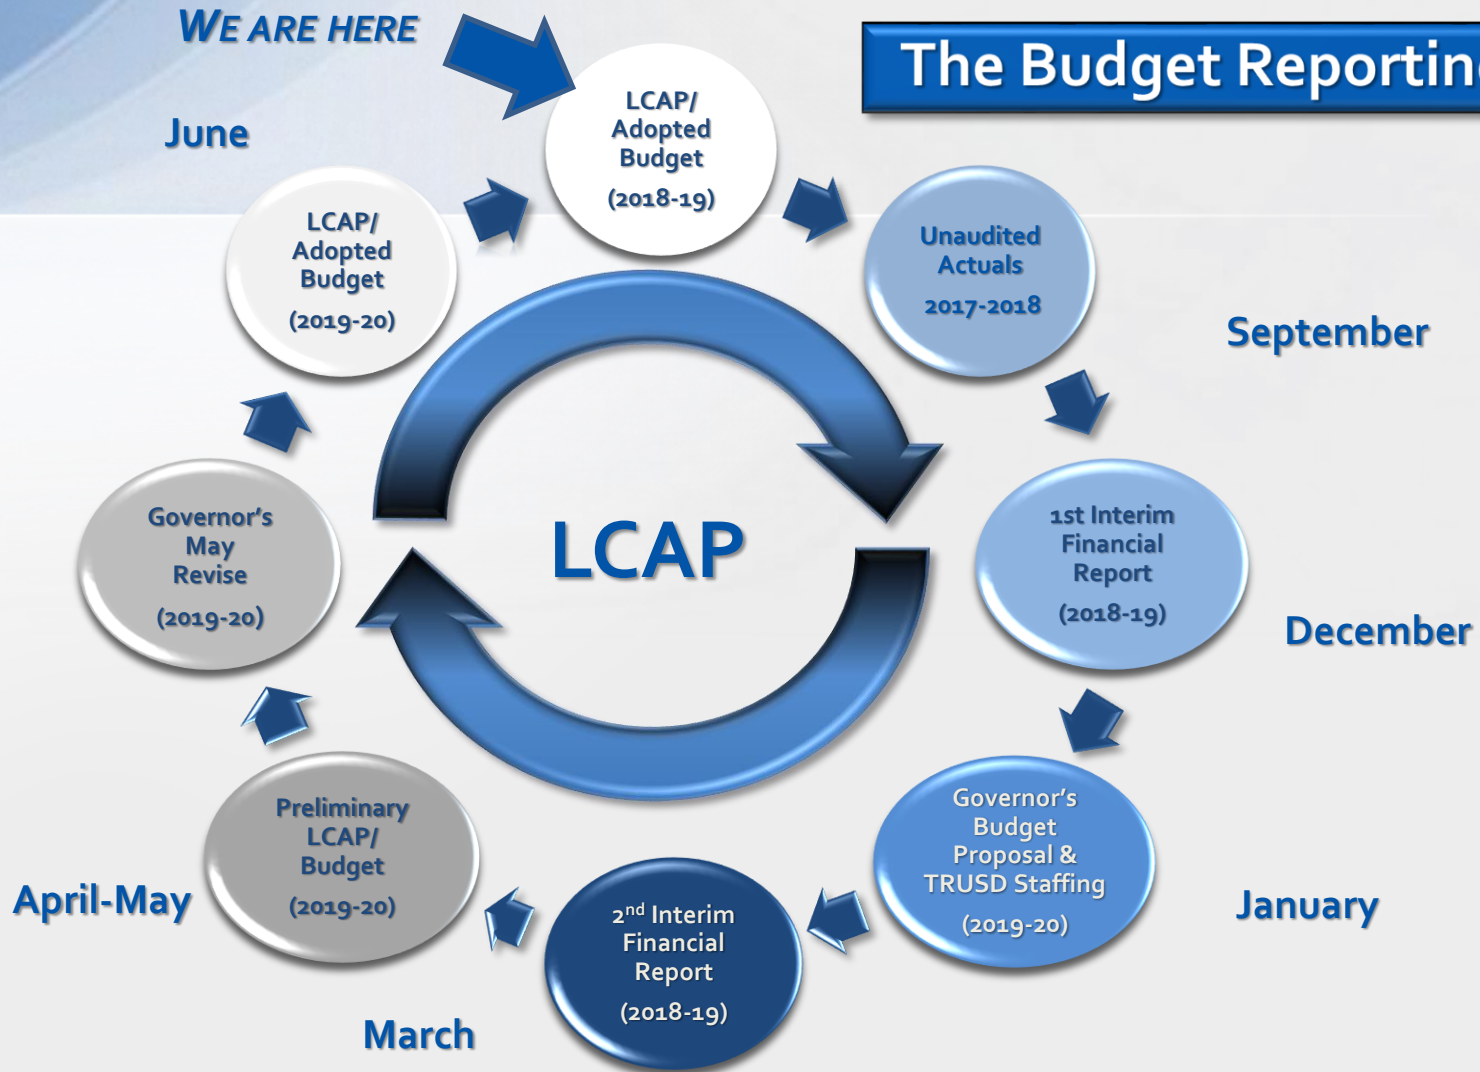 WE ARE HERE
The Budget Reporting
June
LCAP/
Adopted
Budget
(2018-19)
Unaudited
Actuals
2017-2018
September
1st Interim
Financial
Report
(2018-19)
December
Governor's
Budget
Proposal &
TRUSD Staffing
(2019-20)
January
2nd Interim
Financial
Report
(2018-19)
March
Preliminary
LCAP/
Budget
(2019-20)
April-May
Governor's
May
Revise
(2019-20)
LCAP/
Adopted
Budget
(2019-20)
LCAP